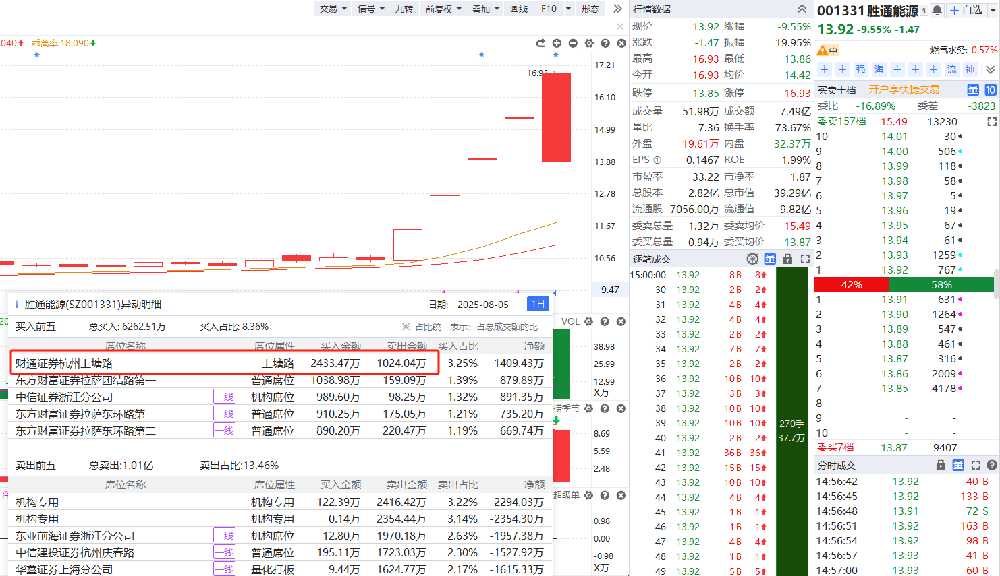 交易 信号 九转 前复权 叠加 画线 F10 形态
.040 乖离率:18.090
16.93→
17.21
16.10
14.99
13.88
12.78
11.67
10.56
9.47
VOL
38.98
25.99
12.99
X万
捞季节
8.69
5.59
2.48
超级单
0.98
0.00
-0.98
X万
胜通能源(SZ001331)异动明细 日期: 2025-08-05 1日
买入前五 总买入: 6262.51万 买入占比: 8.36% ※ 占比统一表示：占总成交额的比
席位名称 席位属性 买入金额 卖出金额 买入占比 净额
财通证券杭州上塘路 上塘路 2433.47万 1024.04万 3.25% 1409.43万
东方财富证券拉萨团结路第一 普通席位 1038.98万 159.09万 1.39% 879.89万
中信证券浙江分公司 一线 机构席位 989.60万 98.25万 1.32% 891.35万
东方财富证券拉萨东环路第一 一线 普通席位 910.25万 175.05万 1.21% 735.20万
东方财富证券拉萨东环路第二 一线 普通席位 890.20万 220.47万 1.19% 669.74万
卖出前五 总卖出:1.01亿 卖出占比:13.46%
席位名称 席位属性 买入金额 卖出金额 卖出占比 净额
机构专用 机构专用 122.39万 2416.42万 3.22% -2294.03万
机构专用 机构专用 0.14万 2354.44万 3.14% -2354.30万
东亚前海证券浙江分公司 一线 机构席位 12.80万 1970.18万 2.63% -1957.38万
中信建投证券杭州庆春路 一线 普通席位 195.11万 1723.03万 2.30% -1527.92万
华鑫证券上海分公司 一线 量化打板 9.44万 1624.77万 2.17% -1615.33万
行情数据
现价 13.92 涨幅 -9.55%
涨跌 -1.47 振幅 19.95%
最高 16.93 最低 13.86
今开 16.93 均价 14.42
跌停 13.85 涨停 16.93
成交量 51.98万 成交额 7.49亿
量比 7.36 换手率 73.67%
外盘 19.61万 内盘 32.37万
EPS ① 0.1467 ROE 1.99%
市盈率 33.22 市净率 1.87
总股本 2.82亿 总市值 39.29亿
流通股 7056.00万 流通值 9.82亿
委卖总量 1.32万 委卖均价 15.49
委买总量 0.94万 委买均价 13.87
逐笔成交 单 量
15:00:00 13.92 8B 8
30 13.92 2B 2
31 13.92 4B 4
32 13.92 4B 4
33 13.92 2B 2
34 13.92 7B 7
35 13.92 2B 2
36 13.92 10B 10
37 13.92 3B 3
38 13.92 10B 10
39 13.92 10B 10
40 13.92 2B 2
41 13.92 36B 36
42 13.92 15B 15
43 13.92 10B 10
44 13.92 4B 4
45 13.92 1B 1
46 13.92 1B 1
47 13.92 4B 4
48 13.92 1B 1
49 13.92 5B 5
270手
37.7万
001331胜通能源 自选
13.92 -9.55% -1.47
中 燃气水务: 0.57%
主 主 强 海 主 主 主 流 神
买卖十档 开户享快捷交易 量 10
委比 -16.89% 委差 -3823
委卖157档 15.49 13230
10 14.01 30
9 14.00 506
8 13.99 118
7 13.98 58
6 13.97 5
5 13.96 19
4 13.95 67
3 13.94 61
2 13.93 1259
1 13.92 767
42% 58%
1 13.91 631
2 13.90 1264
3 13.89 547
4 13.88 461
5 13.87 316
6 13.86 2009
7 13.85 4178
8 - -
9 - -
10 - -
委买7档 13.87 9407
分时成交 量
14:56:42 13.92 40 B
14:56:45 13.92 133 B
14:56:48 13.91 72 S
14:56:51 13.92 163 B
14:56:54 13.92 98 B
14:56:57 13.93 41 B
14:57:00 13.93 60 B